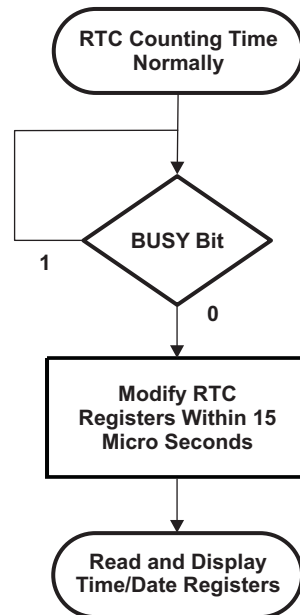 RTC Counting Time
Normally
BUSY Bit
1
0
Modify RTC
Registers Within 15
Micro Seconds
Read and Display
Time/Date Registers